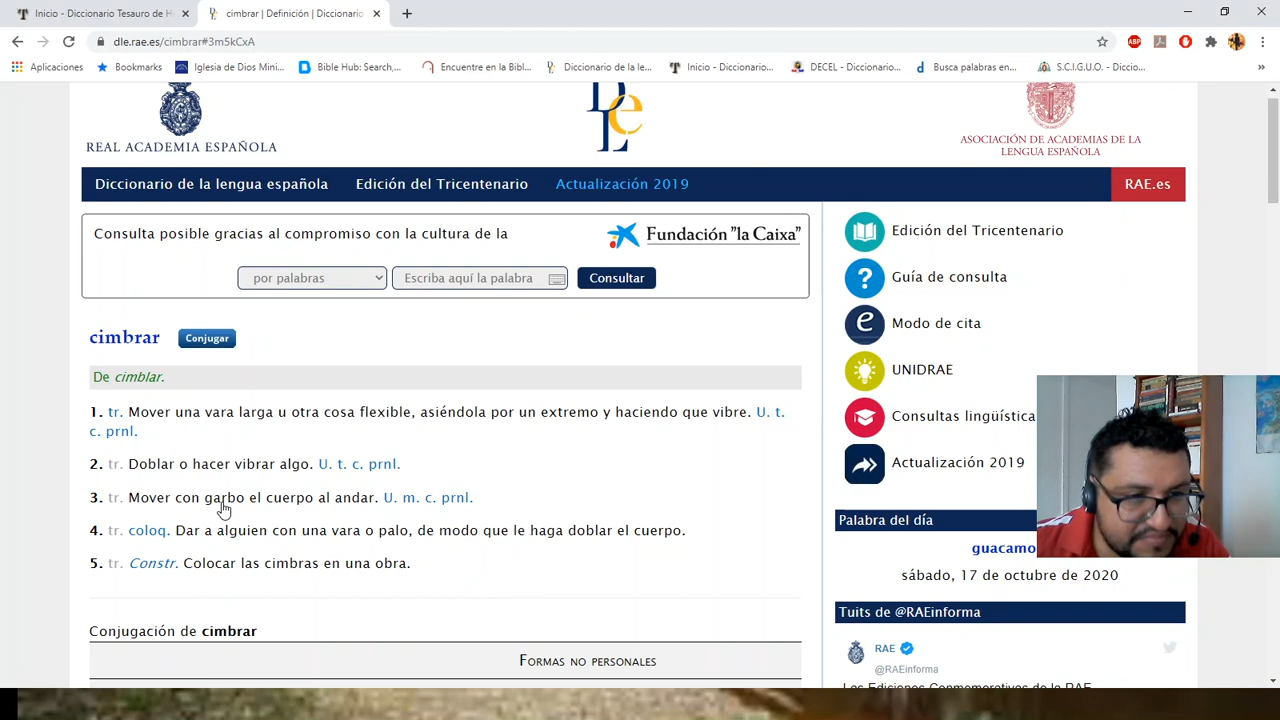 Inicio - Diccionario Tesauro de H
cimbrar | Definición | Diccionario
dle.rae.es/cimbrar#3m5kCxA
ABP
Aplicaciones
Bookmarks
Iglesia de Dios Mini...
Bible Hub: Search,...
Encuentre en la Bibl...
Diccionario de la le...
Inicio - Diccionario...
DECEL - Diccionario...
Busca palabras en...
S.C.I.G.U.O. - Diccio...
REAL ACADEMIA ESPAÑOLA
DLe
ASOCIACIÓN DE ACADEMIAS DE LA
LENGUA ESPAÑOLA
Diccionario de la lengua española
Edición del Tricentenario
Actualización 2019
RAE.es
Consulta posible gracias al compromiso con la cultura de la
Fundación "la Caixa"
por palabras
Escriba aquí la palabra
Consultar
cimbrar
Conjugar
De cimblar.
1. tr. Mover una vara larga u otra cosa flexible, asiéndola por un extremo y haciendo que vibre. U. t.
c. prnl.
2. tr. Doblar o hacer vibrar algo. U. t. c. prnl.
3. tr. Mover con garbo el cuerpo al andar. U. m. c. prnl.
4. tr. coloq. Dar a alguien con una vara o palo, de modo que le haga doblar el cuerpo.
5. tr. Constr. Colocar las cimbras en una obra.
Conjugación de cimbrar
Formas no personales
Edición del Tricentenario
Guía de consulta
Modo de cita
UNIDRAE
Consultas lingüística
Actualización 2019
Palabra del día
guacamo
sábado, 17 de octubre de 2020
Tuits de @RAEinforma
RAE
@RAEinforma
Las Ediciones Conmemorativas de la RAE